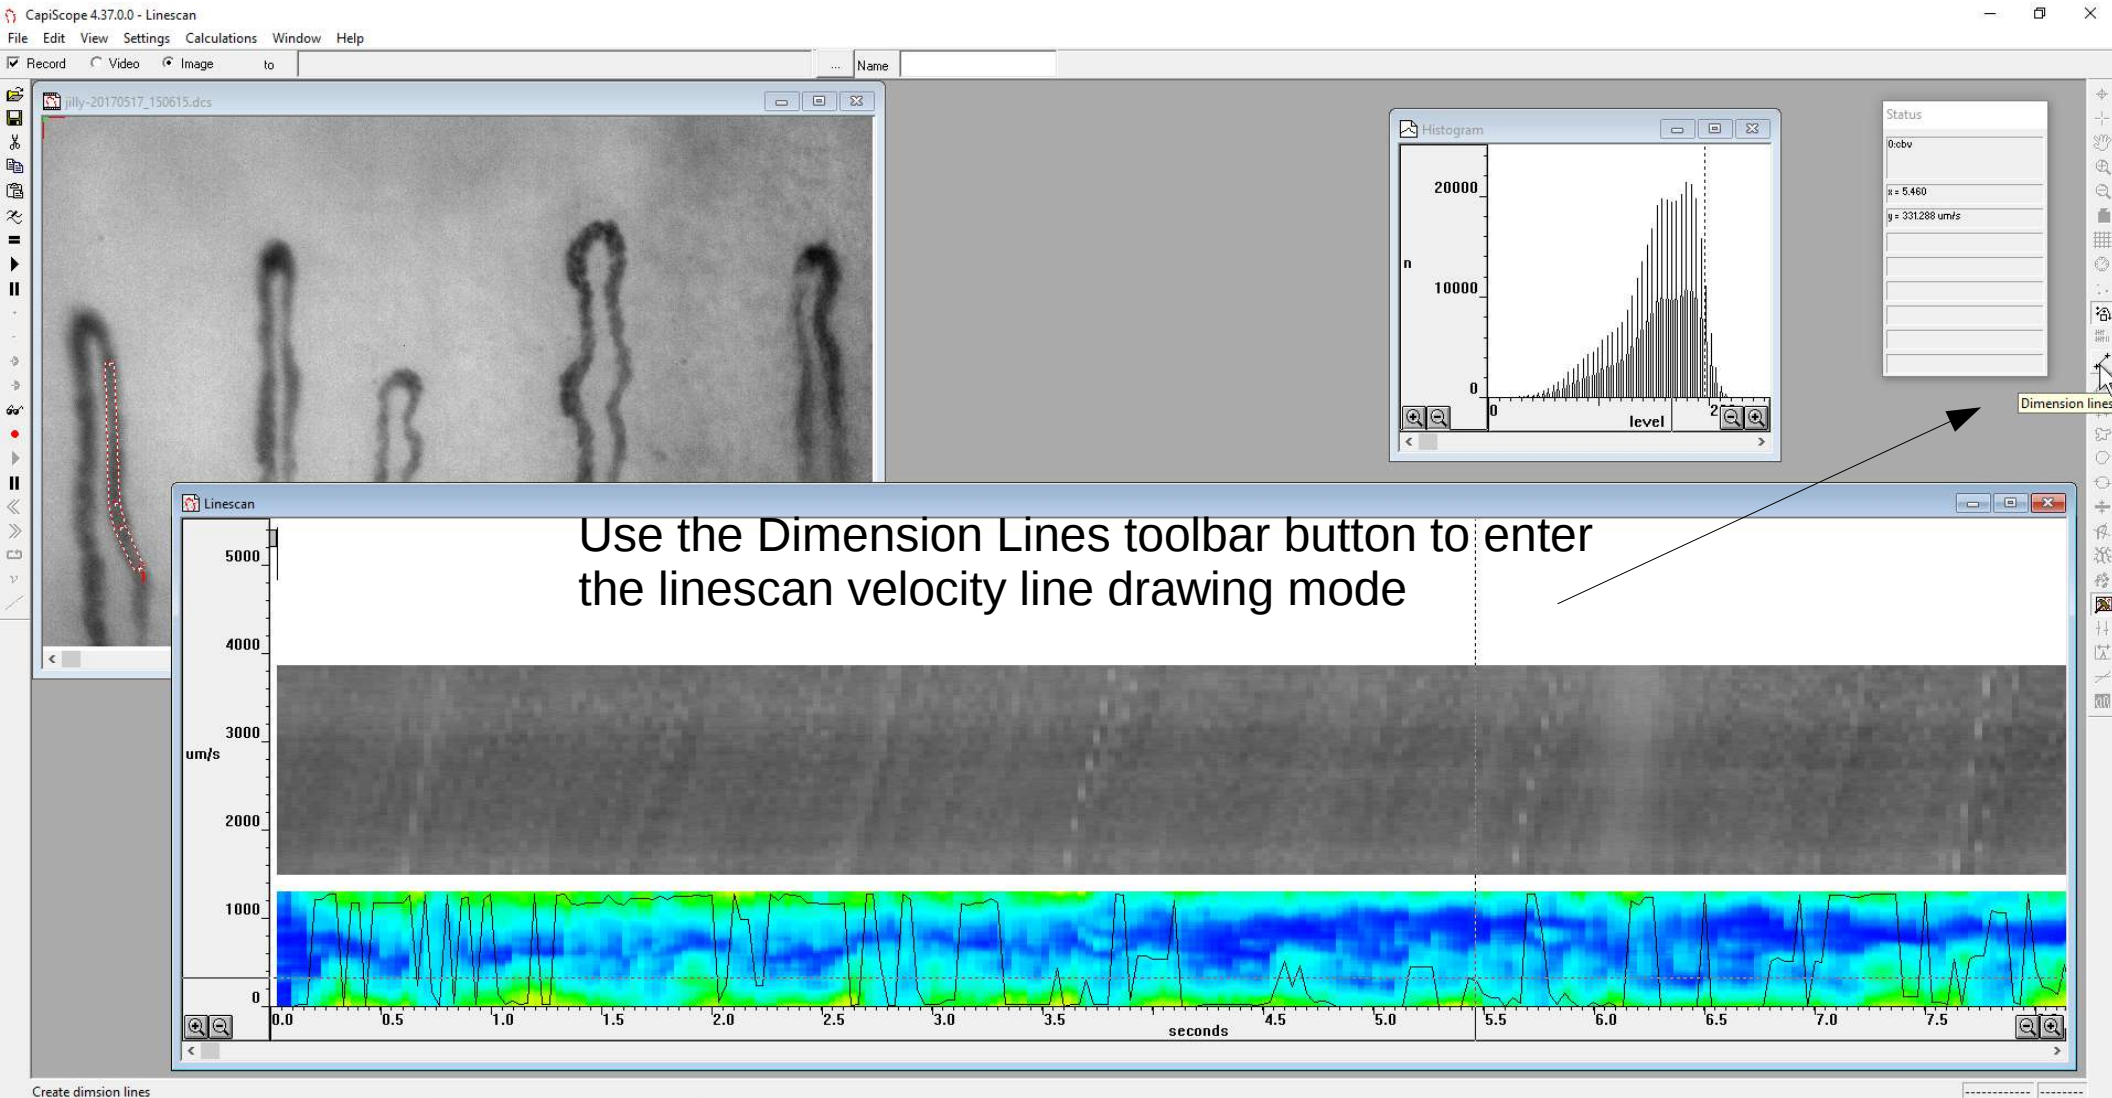 CapiScope 4.37.0.0 - Linescan
File Edit View Settings Calculations Window Help
Record Video Image to ... Name
jilly-20170517_150615.dcs
Histogram
20000
n
10000
0
0
level
Status
0:cbv
x = 5.460
y = 331.288 um/s
Dimension lines
Linescan
Use the Dimension Lines toolbar button to enter
the linescan velocity line drawing mode
5000
4000
3000
um/s
2000
1000
0
0.0 0.5 1.0 1.5 2.0 2.5 3.0 3.5 4.5 5.0 5.5 6.0 6.5 7.0 7.5
seconds
Create dimsion lines